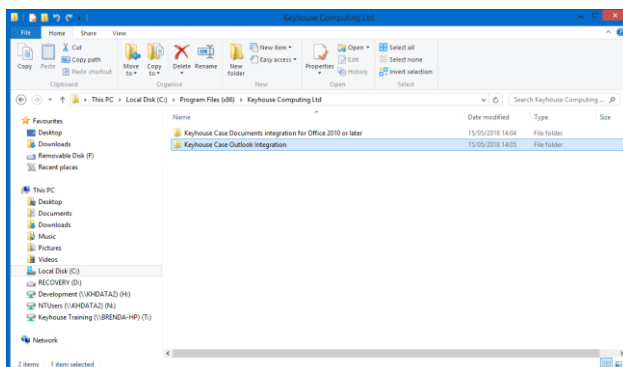 Keyhouse Computing Ltd
File Home Share View
Copy Paste Cut Copy path Paste shortcut Move to Copy to Delete Rename New folder New item Easy access Properties Open Edit History Select all Select none Invert selection
Clipboard Organise New Open Select
This PC Local Disk (C:) Program Files (x86) Keyhouse Computing Ltd Search Keyhouse Computing ...
Name Date modified Type Size
Favourites
Desktop
Downloads
Removable Disk (F)
Recent places
This PC
Desktop
Documents
Downloads
Music
Pictures
Videos
Local Disk (C:)
RECOVERY (D:)
Development (\\KHDATA2) (H:)
NTUsers (\\KHDATA2) (N:)
Keyhouse Training (\\BRENDA-HP) (T:)
Network
Keyhouse Case Documents integration for Office 2010 or later 15/05/2018 14:04 File folder
Keyhouse Case Outlook Integration 15/05/2018 14:05 File folder
2 items 1 item selected